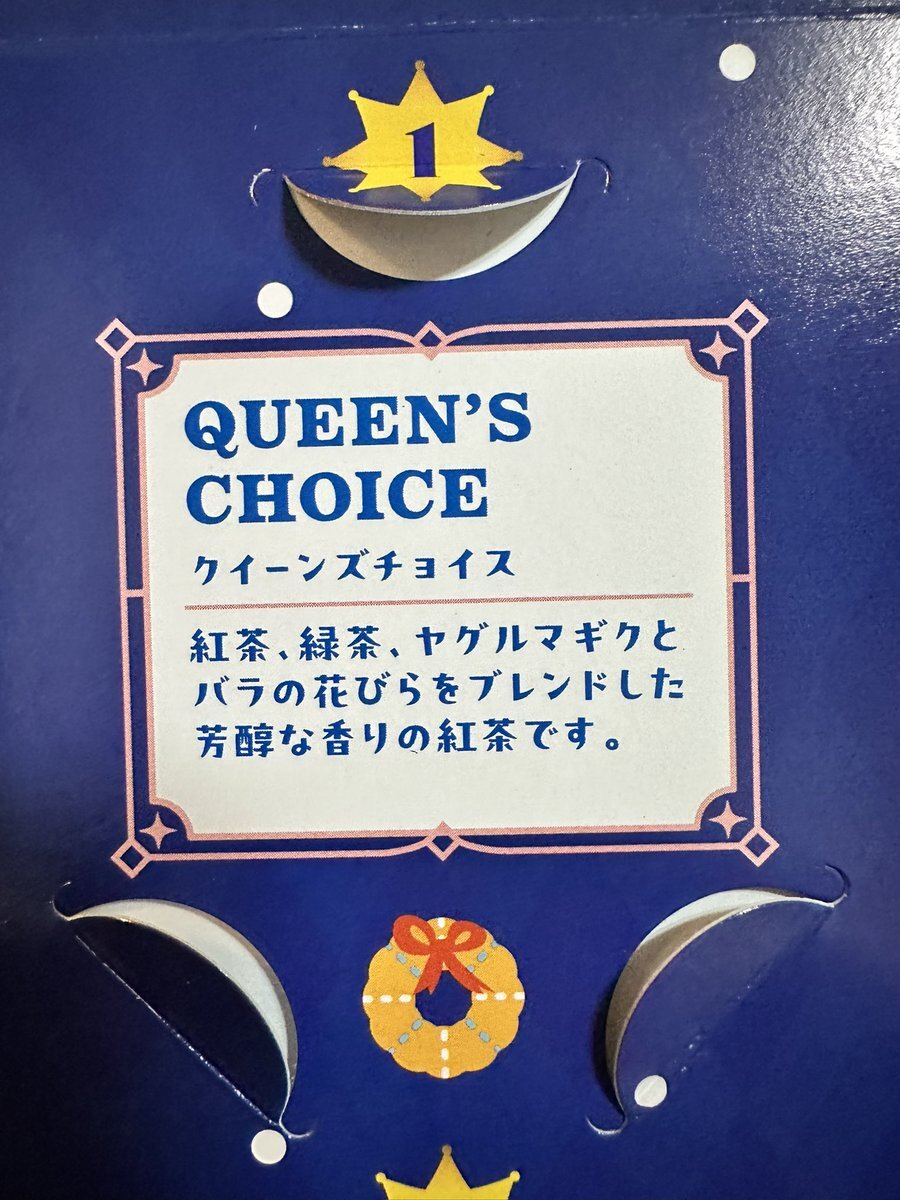 1
QUEEN'S
CHOICE
クイーンズチョイス
紅茶、緑茶、ヤグルマギクと
バラの花びらをブレンドした
芳醇な香りの紅茶です。